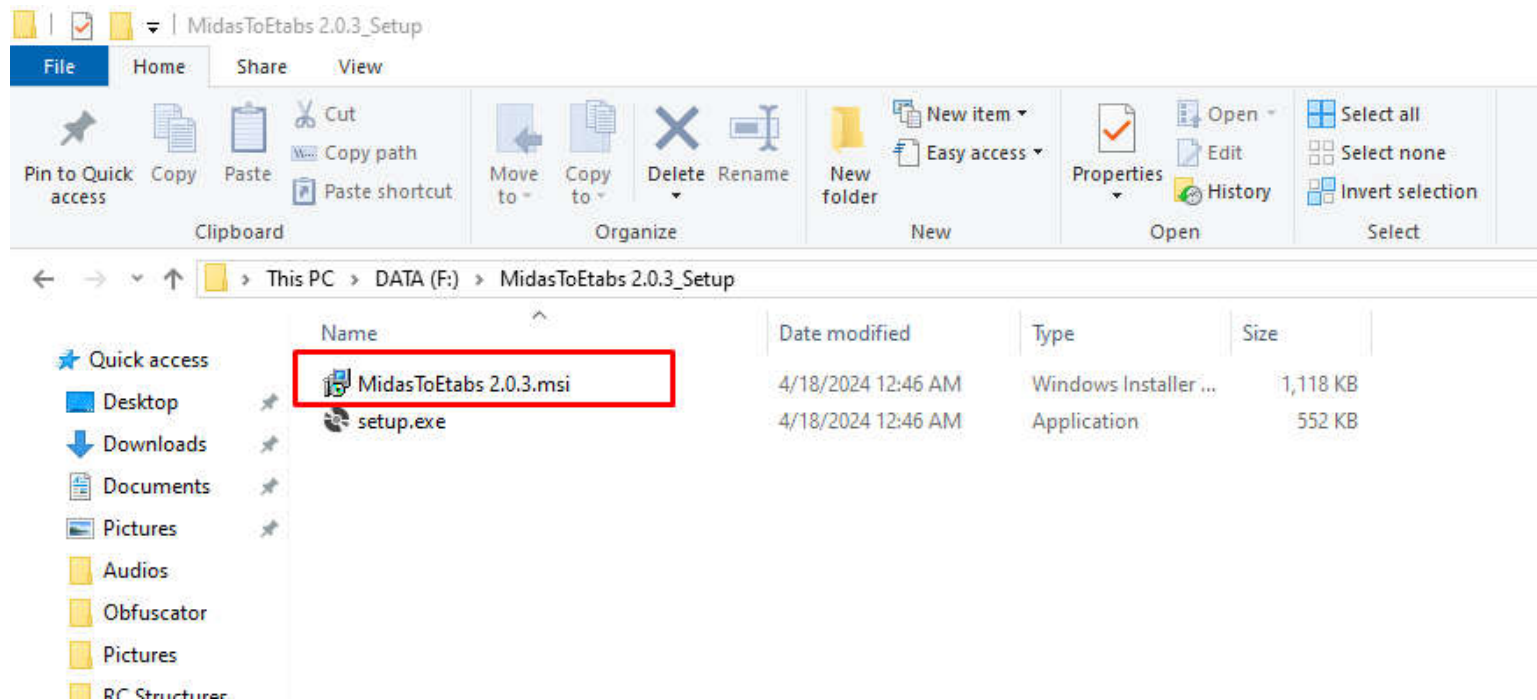 MidasToEtabs 2.0.3_Setup
File Home Share View
Pin to Quick access
Copy
Paste
Cut
Copy path
Paste shortcut
Clipboard
Move to
Copy to
Delete
Rename
Organize
New folder
New item
Easy access
New
Properties
Open
Edit
History
Open
Select all
Select none
Invert selection
Select
This PC > DATA (F:) > MidasToEtabs 2.0.3_Setup
Name Date modified Type Size
MidasToEtabs 2.0.3.msi 4/18/2024 12:46 AM Windows Installer ... 1,118 KB
setup.exe 4/18/2024 12:46 AM Application 552 KB
Quick access
Desktop
Downloads
Documents
Pictures
Audios
Obfuscator
Pictures
RC Structures